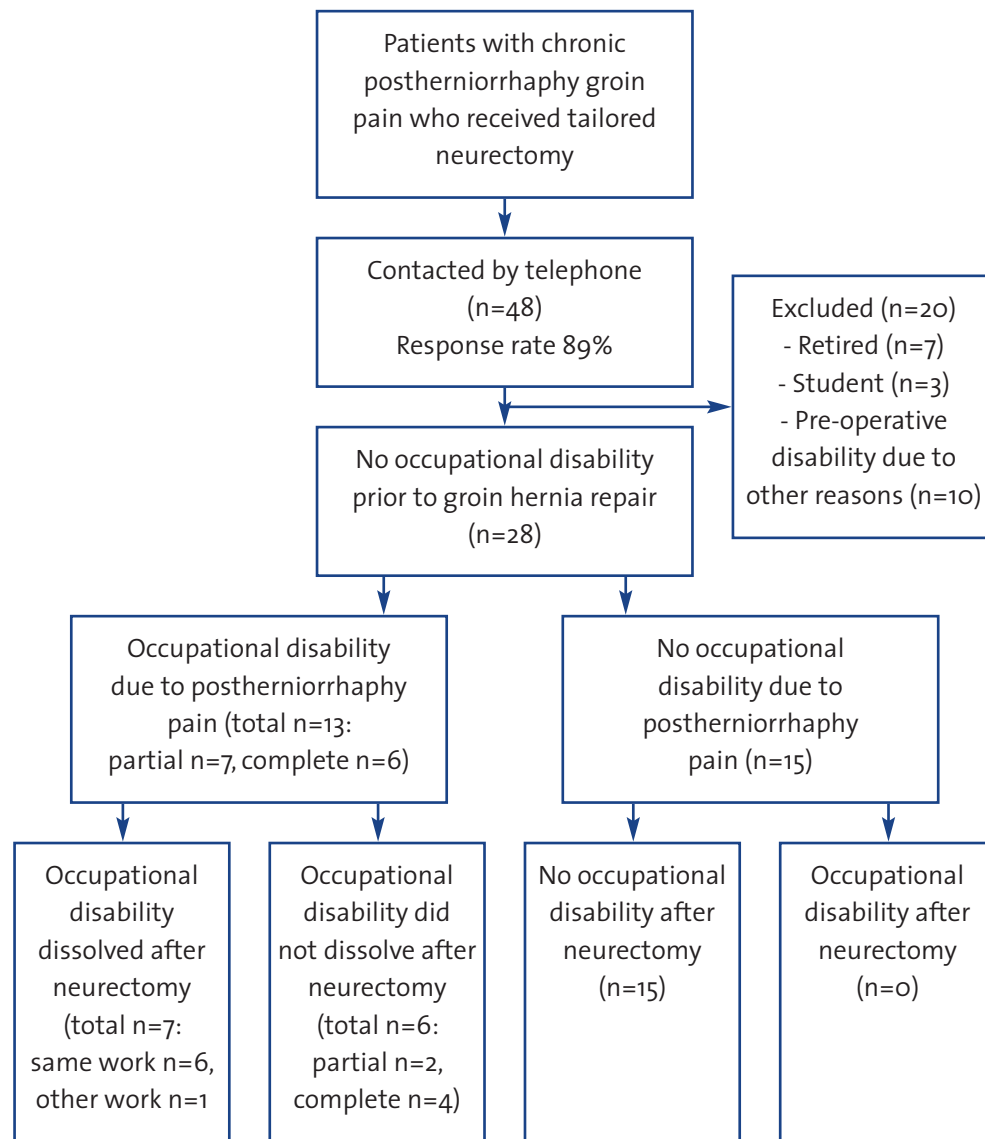 Patients with chronic
postherniorrhaphy groin
pain who received tailored
neurectomy
Contacted by telephone
(n=48)
Response rate 89%
Excluded (n=20)
- Retired (n=7)
- Student (n=3)
- Pre-operative
disability due to
other reasons (n=10)
No occupational disability
prior to groin hernia repair
(n=28)
Occupational disability
due to postherniorrhaphy
pain (total n=13:
partial n=7, complete n=6)
No occupational
disability due to
postherniorrhaphy
pain (n=15)
Occupational
disability
dissolved after
neurectomy
(total n=7:
same work n=6,
other work n=1
Occupational
disability did
not dissolve after
neurectomy
(total n=6:
partial n=2,
complete n=4)
No occupational
disability after
neurectomy
(n=15)
Occupational
disability after
neurectomy
(n=0)